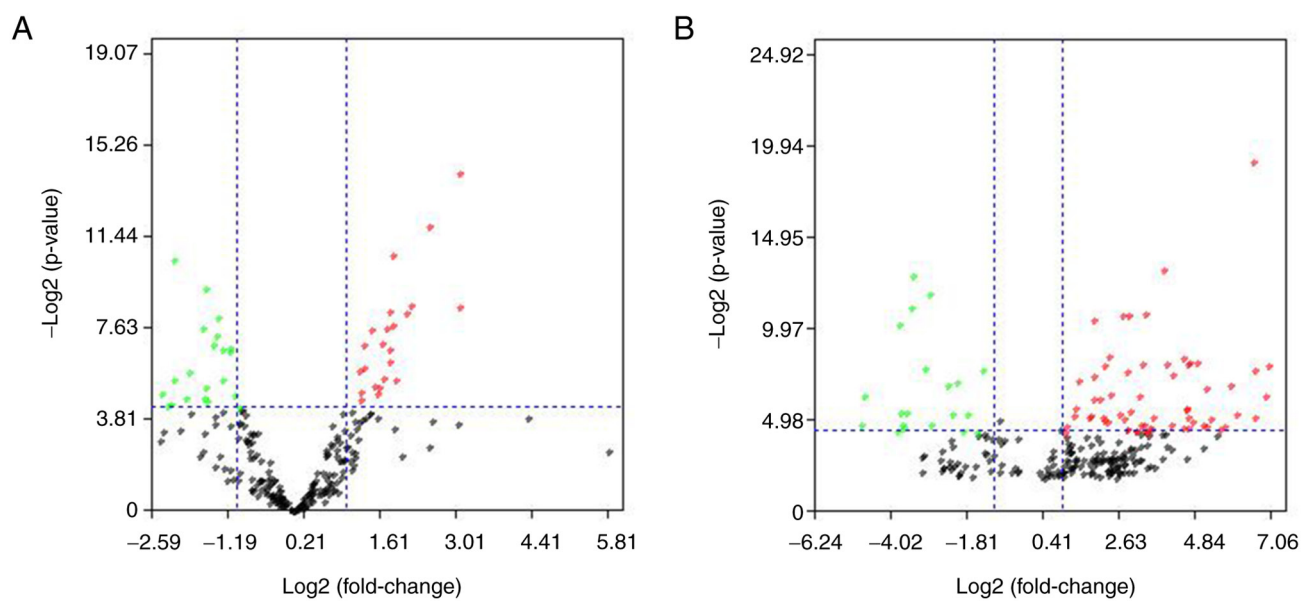 A
19.07
15.26
11.44
7.63
3.81
0
−Log2 (p-value)
−2.59 −1.19 0.21 1.61 3.01 4.41 5.81
Log2 (fold-change)
B
24.92
19.94
14.95
9.97
4.98
0
−Log2 (p-value)
−6.24 −4.02 −1.81 0.41 2.63 4.84 7.06
Log2 (fold-change)